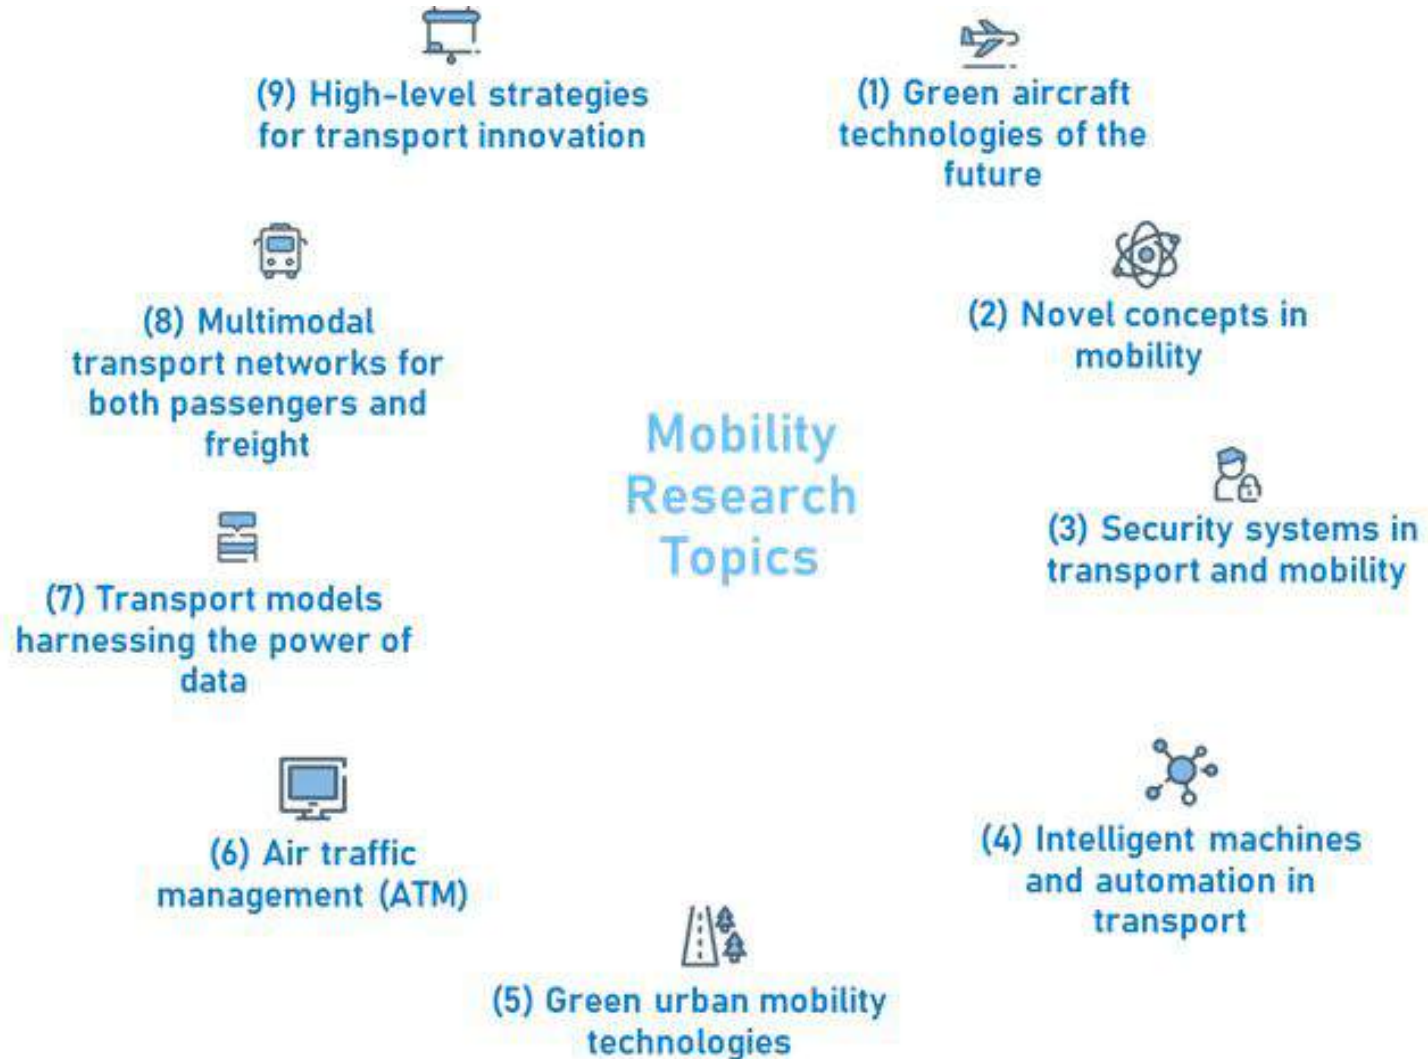 (9) High-level strategies
for transport innovation
(1) Green aircraft
technologies of the
future
(2) Novel concepts in
mobility
(3) Security systems in
transport and mobility
(4) Intelligent machines
and automation in
transport
(5) Green urban mobility
technologies
(6) Air traffic
management (ATM)
(7) Transport models
harnessing the power of
data
(8) Multimodal
transport networks for
both passengers and
freight
Mobility
Research
Topics